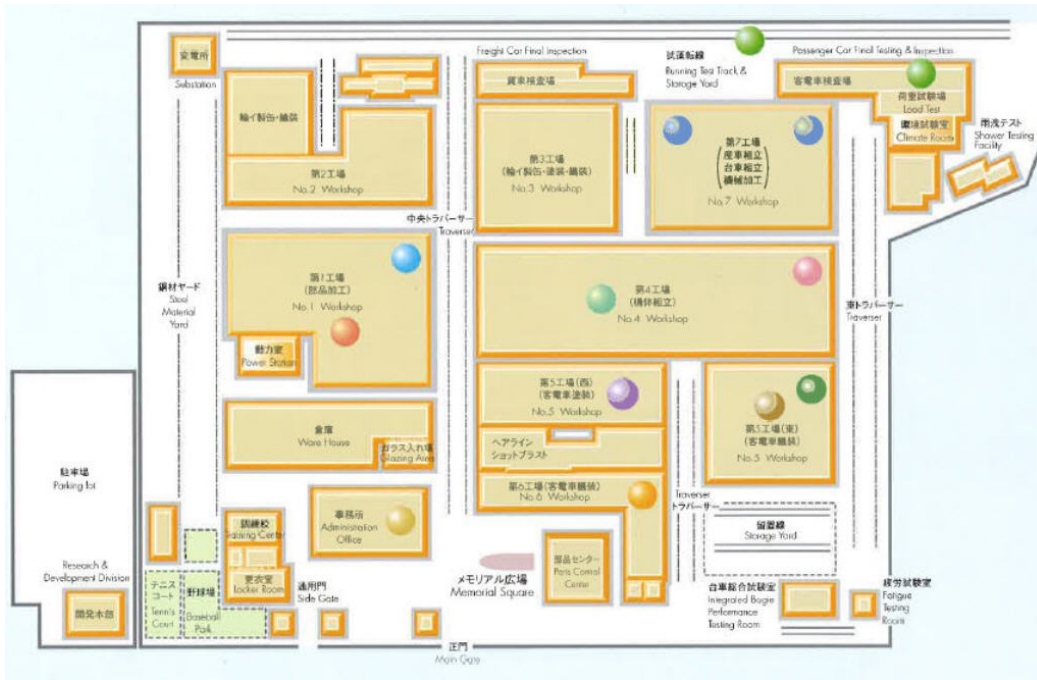 変電所
Substation
Freight Car Final Inspection
貨車検査場
試運転線
Running Test Track &
Storage Yard
Passenger Car Final Testing & Inspection
客電車検査場
荷重試験場
Load Test
環境試験室
Climate Room
雨洩テスト
Shower Testing
Facility
輪イ製缶・艤装
第2工場
No.2 Workshop
第3工場
(輪イ製缶・塗装・艤装)
No.3 Workshop
第7工場
産車組立
台車組立
機械加工
No.7 Workshop
中央トラバーサー
Traverser
鋼材ヤード
Steel
Material
Yard
第1工場
(部品加工)
No.1 Workshop
動力室
Power Station
第4工場
(構体組立)
No.4 Workshop
東トラバーサー
Traverser
第5工場(西)
(客電車塗装)
No.5 Workshop
第5工場(東)
(客電車艤装)
No.5 Workshop
倉庫
Ware House
ガラス入れ場
Glazing Area
ヘアライン
ショットブラスト
第6工場(客電車艤装)
No.6 Workshop
Traverser
トラバーサー
駐車場
Parking lot
訓練校
Training Center
事務所
Administration
Office
留置線
Storage Yard
Research &
Development Division
開発本部
テニス
コート
Tennis
Court
野球場
Baseball
Park
更衣室
Locker Room
通用門
Side Gate
メモリアル広場
Memorial Square
部品センター
Parts Control
Center
台車総合試験室
Integrated Bogie
Performance
Testing Room
疲労試験室
Fatigue
Testing
Room
正門
Main Gate